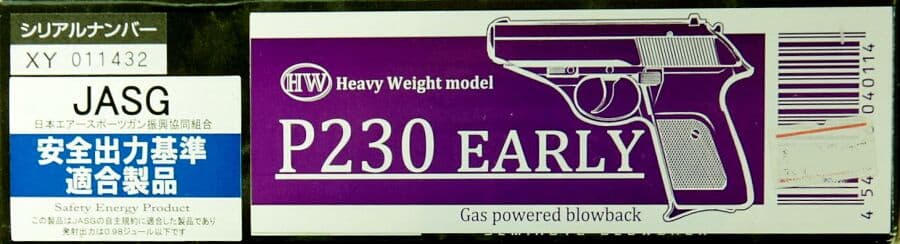 シリアルナンバー
XY 011432
JASG
日本エアースポーツガン振興協同組合
安全出力基準
適合製品
Safety Energy Product
この製品はJASGの自主規約に適合した製品であり
発射出力は0.98ジュール以下です
HW Heavy Weight model
P230 EARLY
Gas powered blowback
4 54
040114